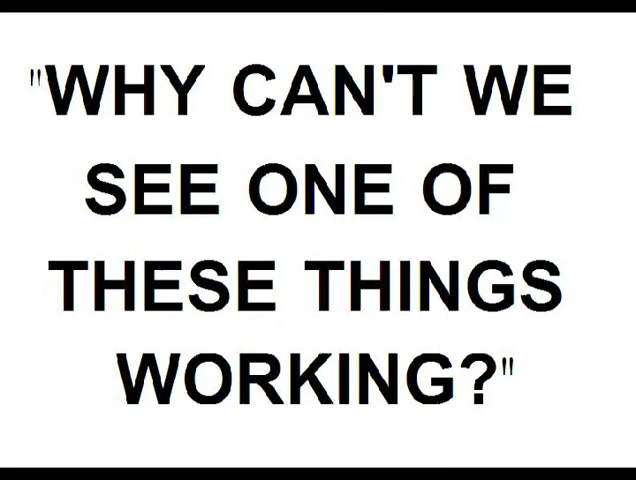 "WHY CAN'T WE
SEE ONE OF
THESE THINGS
WORKING?"